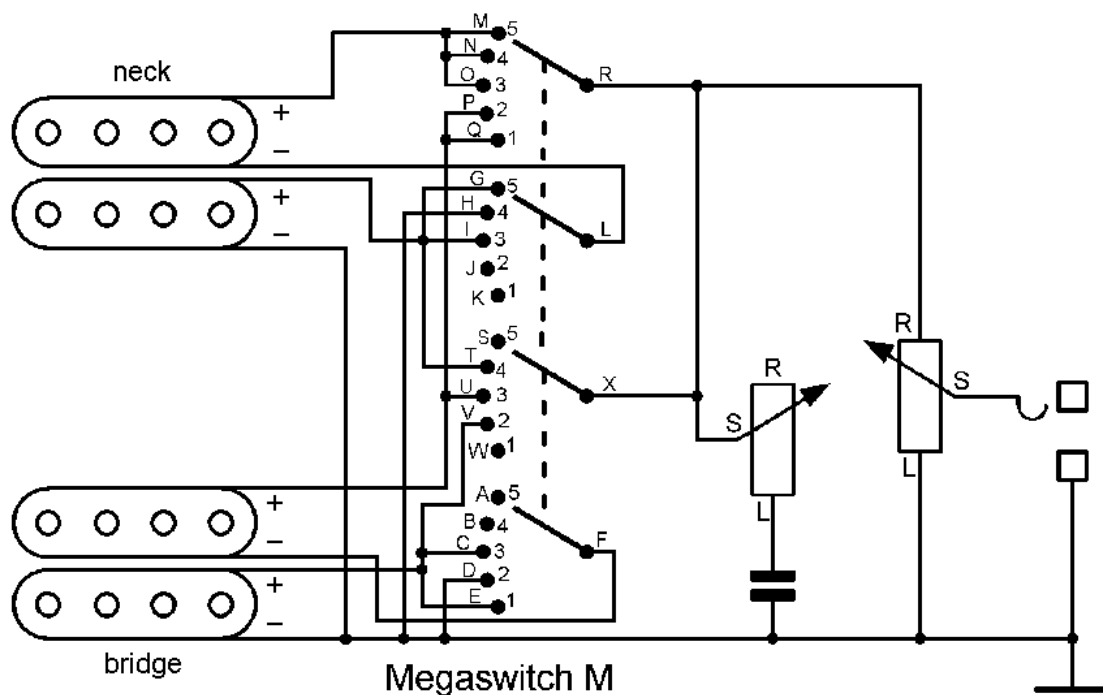 neck
+
−
+
−
M 5
N 4
O 3
P 2
Q 1
R
G 5
H 4
I 3
J 2
K 1
L
S 5
T 4
U 3
V 2
W 1
X
A 5
B 4
C 3
D 2
E 1
F
R
S
L
R
S
L
+
−
+
−
bridge
Megaswitch M